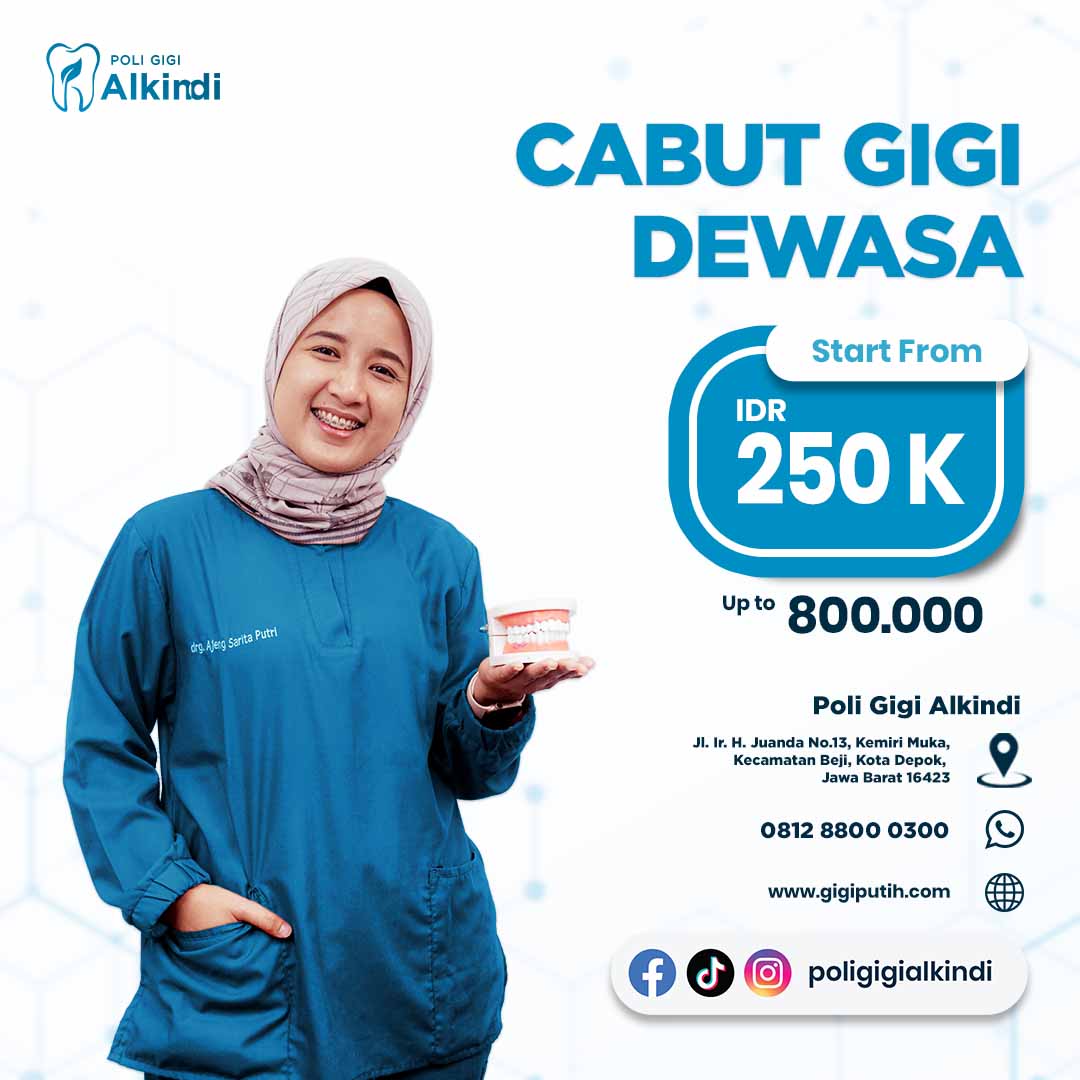 POLI GIGI
Alkindi
CABUT GIGI
DEWASA
Start From
IDR
250 K
Up to 800.000
drg. Ajeng Sarita Putri
Poli Gigi Alkindi
Jl. Ir. H. Juanda No.13, Kemiri Muka,
Kecamatan Beji, Kota Depok,
Jawa Barat 16423
0812 8800 0300
www.gigiputih.com
poligigialkindi